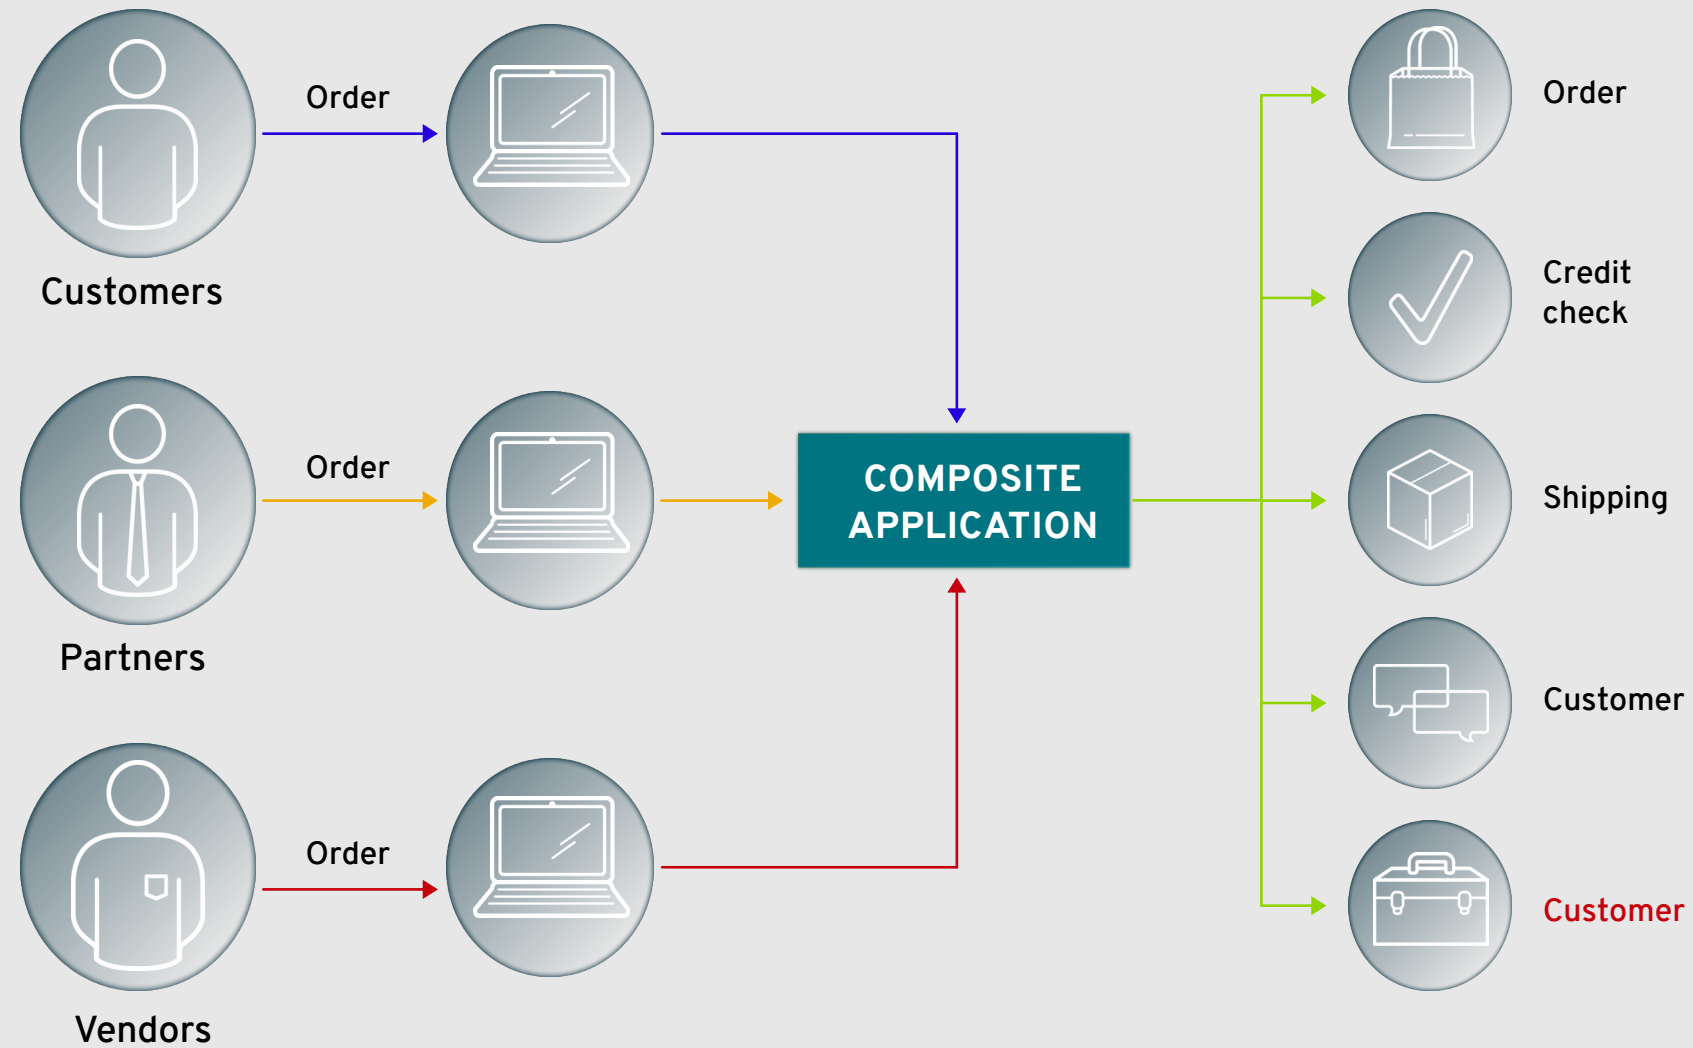 Order
Customers
Order
Partners
Order
Vendors
COMPOSITE
APPLICATION
Order
Credit
check
Shipping
Customer
Customer